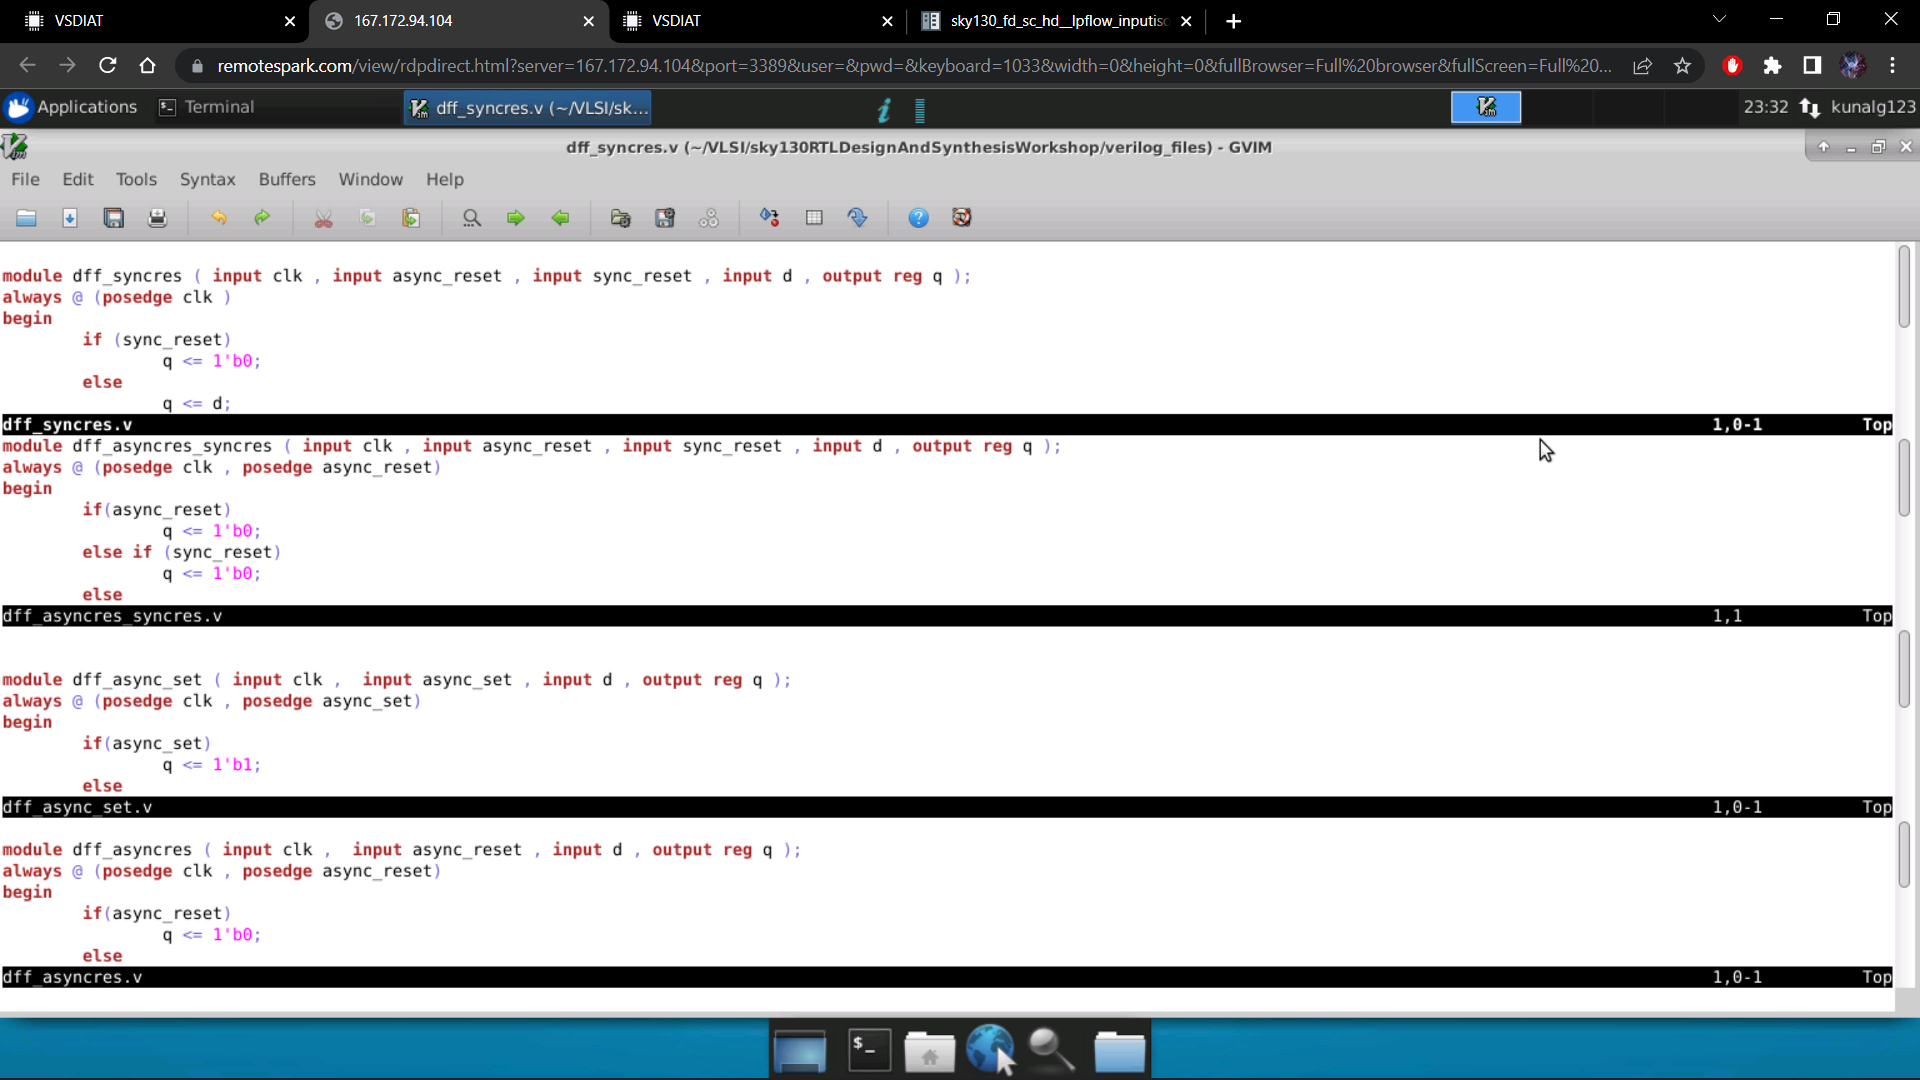 VSDIAT
167.172.94.104
VSDIAT
sky130_fd_sc_hd__lpflow_inputisc
remotespark.com/view/rdpdirect.html?server=167.172.94.104&port=3389&user=&pwd=&keyboard=1033&width=0&height=0&fullBrowser=Full%20browser&fullScreen=Full%20...
Applications
Terminal
dff_syncres.v (~/VLSI/sk...
23:32
kunalg123
dff_syncres.v (~/VLSI/sky130RTLDesignAndSynthesisWorkshop/verilog_files) - GVIM
File Edit Tools Syntax Buffers Window Help
module dff_syncres ( input clk , input async_reset , input sync_reset , input d , output reg q );
always @ (posedge clk )
begin
if (sync_reset)
q <= 1'b0;
else
q <= d;
dff_syncres.v 1,0-1 Top
module dff_asyncres_syncres ( input clk , input async_reset , input sync_reset , input d , output reg q );
always @ (posedge clk , posedge async_reset)
begin
if(async_reset)
q <= 1'b0;
else if (sync_reset)
q <= 1'b0;
else
dff_asyncres_syncres.v 1,1 Top
module dff_async_set ( input clk , input async_set , input d , output reg q );
always @ (posedge clk , posedge async_set)
begin
if(async_set)
q <= 1'b1;
else
dff_async_set.v 1,0-1 Top
module dff_asyncres ( input clk , input async_reset , input d , output reg q );
always @ (posedge clk , posedge async_reset)
begin
if(async_reset)
q <= 1'b0;
else
dff_asyncres.v 1,0-1 Top